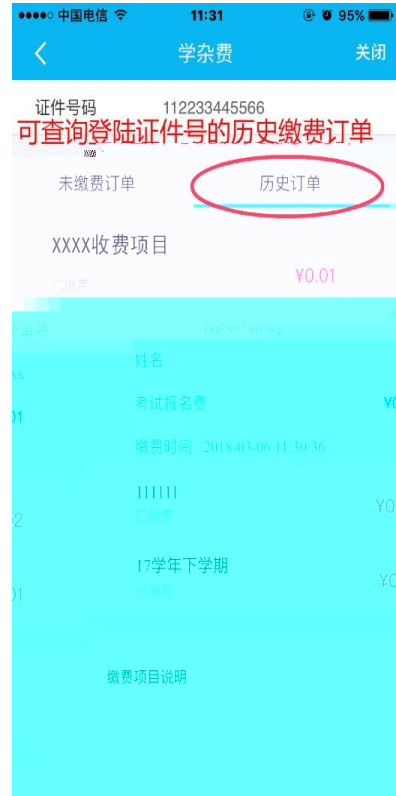 中国电信 11:31 95%
学杂费 关闭
证件号码 112233445566
可查询登陆证件号的历史缴费订单
未缴费订单 历史订单
XXXX收费项目
¥0.01
已缴费
姓名
考试报名费
缴费时间 : 2018-03-06 11:30:36
111111
已缴费
17学年下学期
已缴费
缴费项目说明